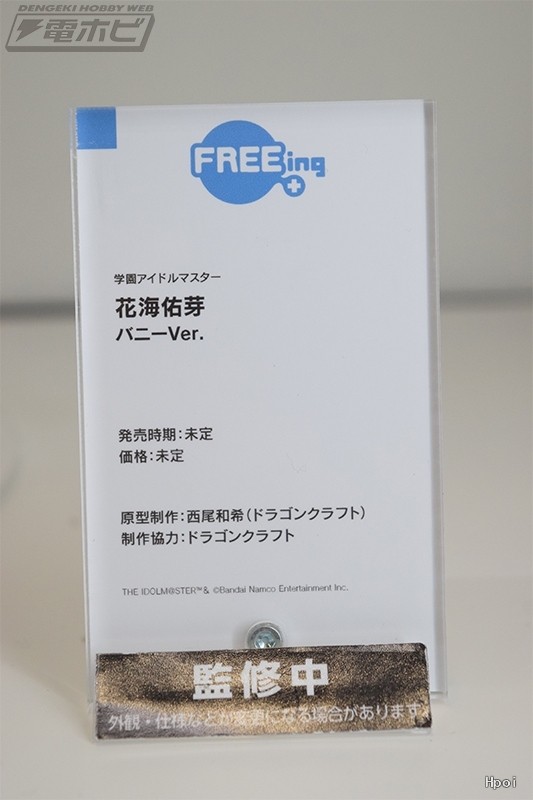 DENGEKI HOBBY WEB
電ホビ
FREEing
学園アイドルマスター
花海佑芽
バニーVer.
発売時期：未定
価格：未定
原型制作：西尾和希（ドラゴンクラフト）
制作協力：ドラゴンクラフト
THE IDOLM@STER™& ©Bandai Namco Entertainment Inc.
監修中
外観・仕様などが変更になる場合があります
Hpoi